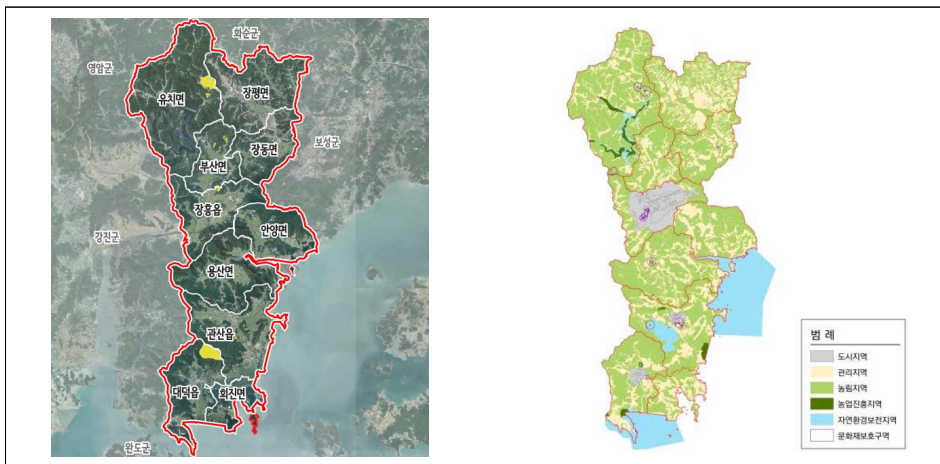 화순군
영암군
유치면
장평면
보성군
장동면
부산면
장흥읍
안양면
강진군
용산면
관산읍
대덕읍
회진면
완도군
범 례
도시지역
관리지역
농림지역
농업진흥지역
자연환경보전지역
문화재보호구역